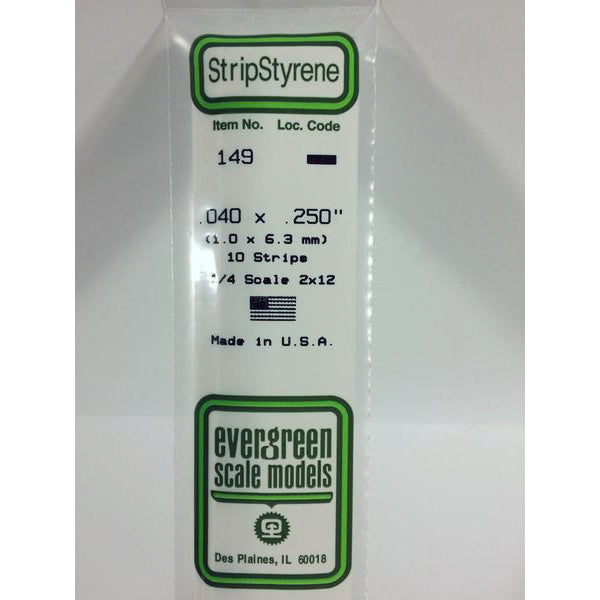 StripStyrene
Item No. Loc. Code
149
.040 x .250"
(1.0 x 6.3 mm)
10 Strips
/4 Scale 2x12
Made in U.S.A.
evergreen
scale models
Des Plaines, IL 60018